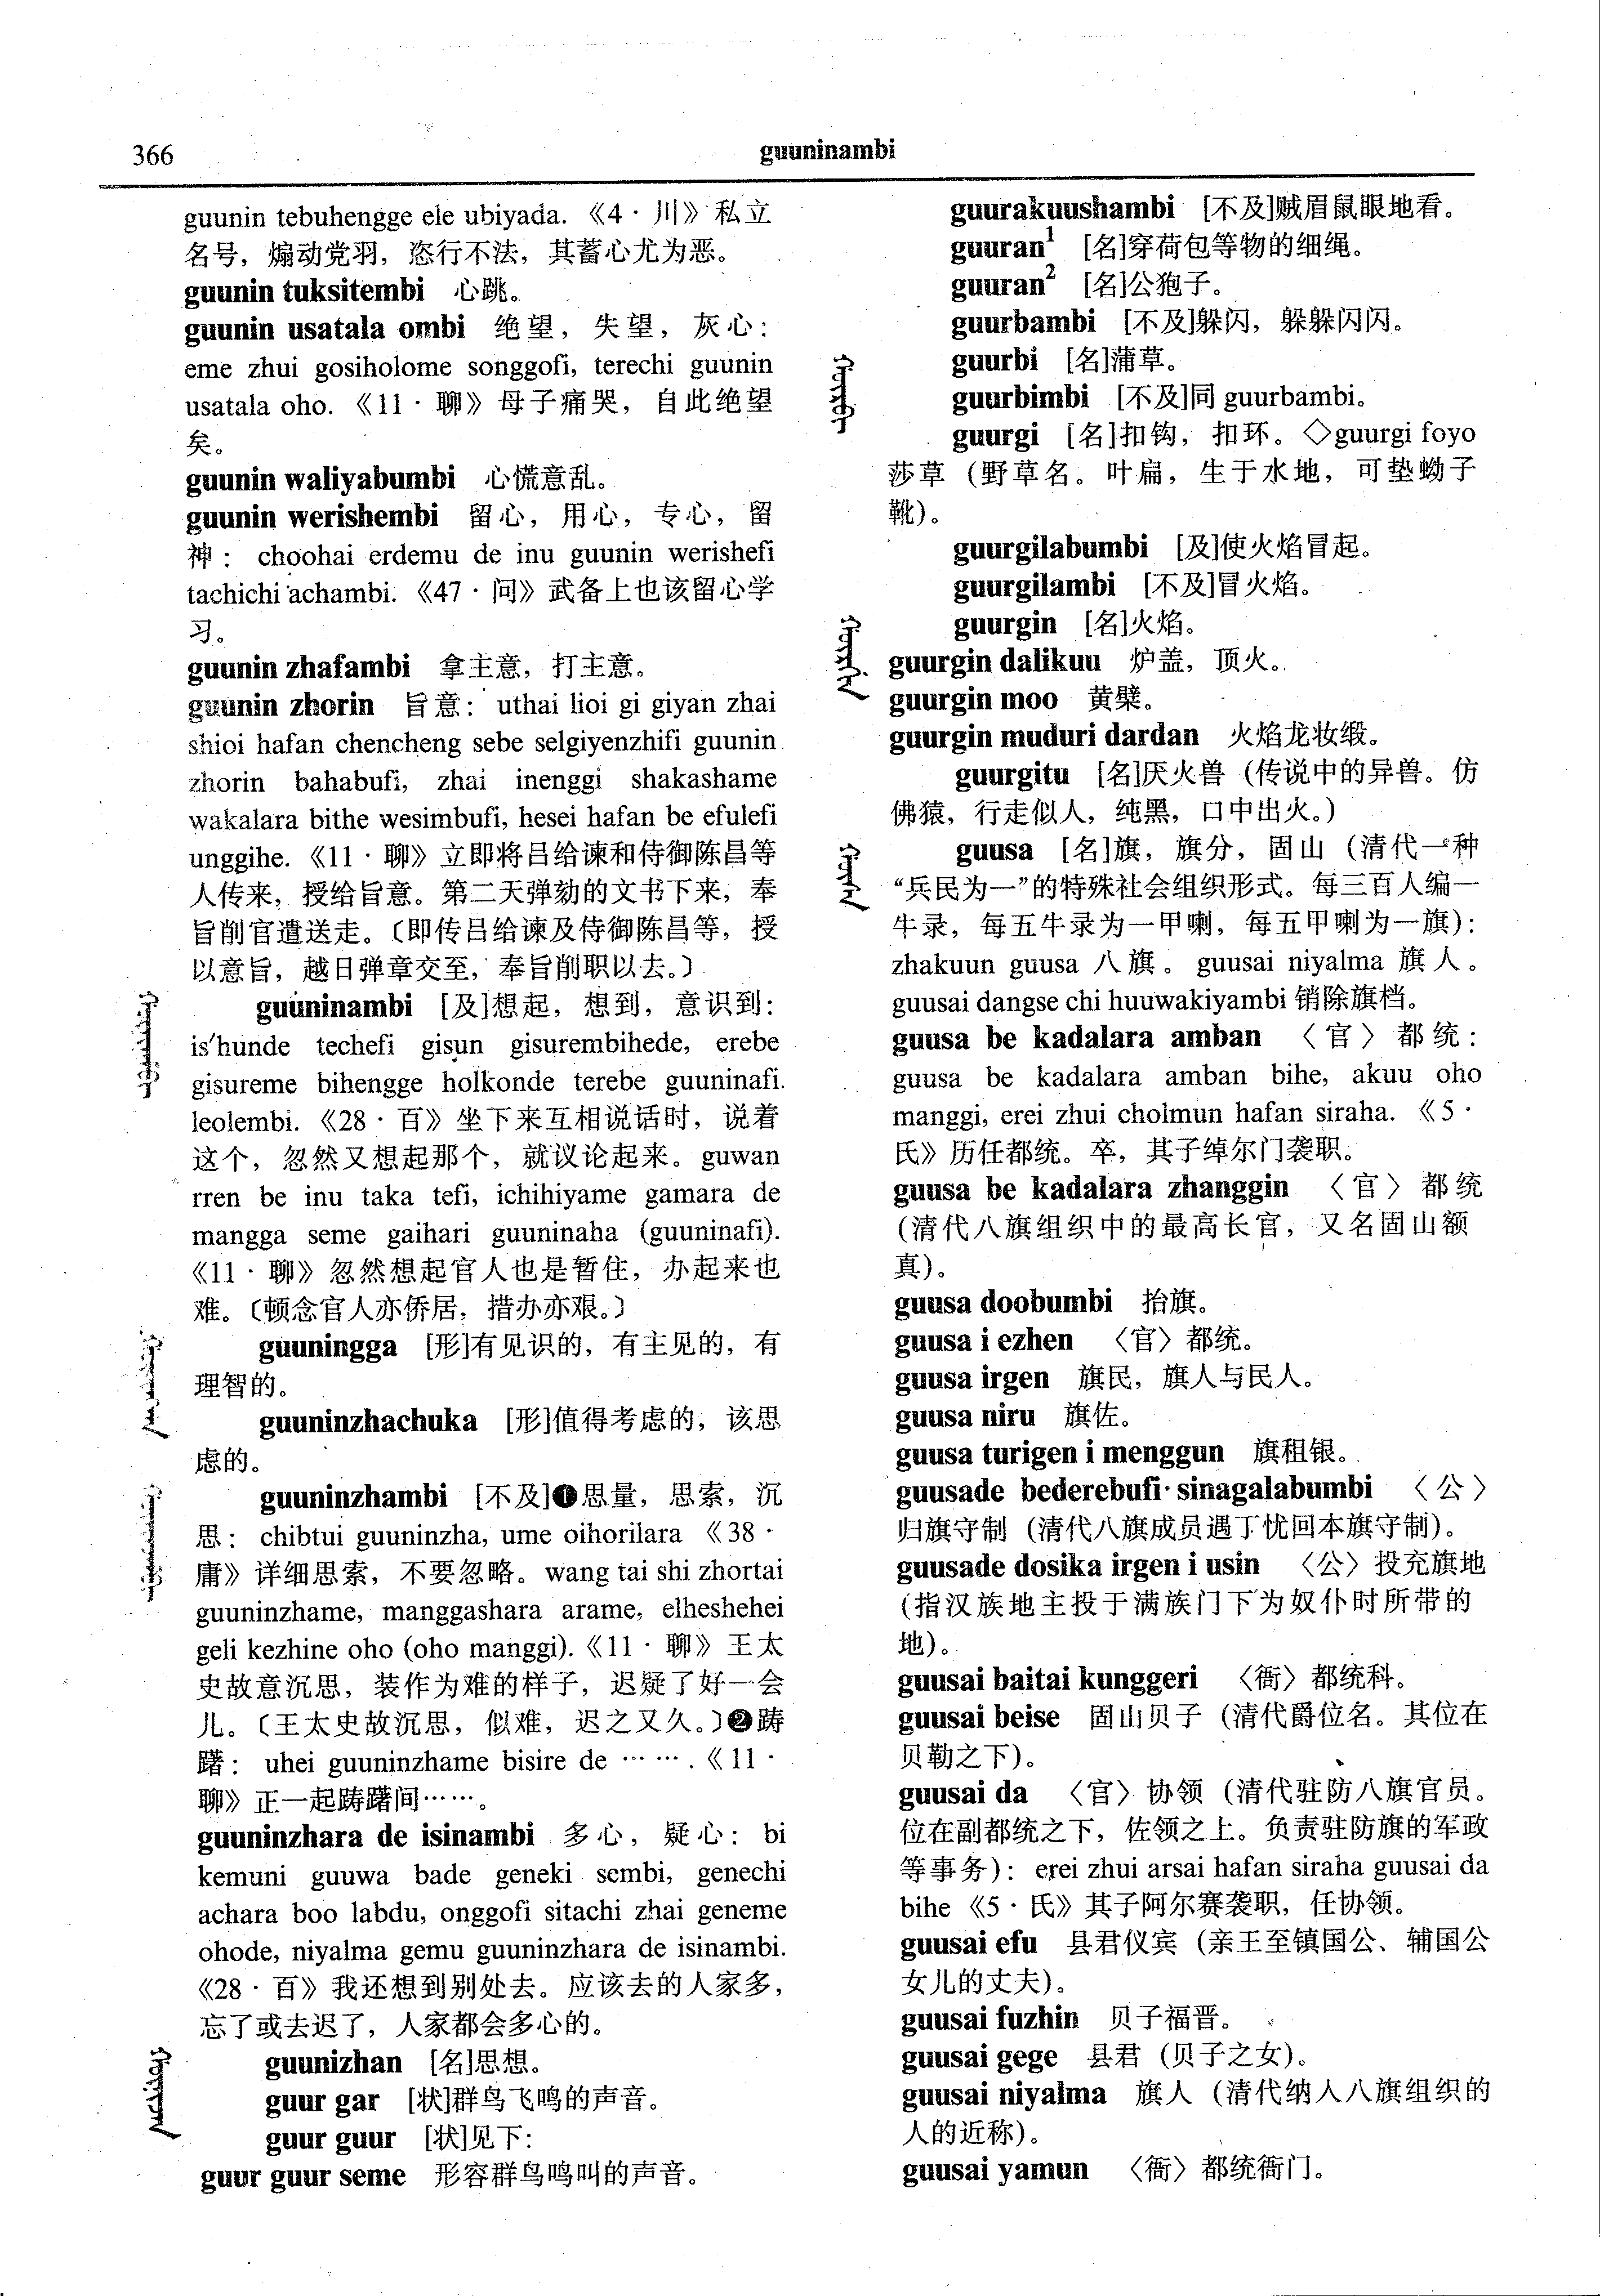 366
guuninambi
guunin tebuhengge ele ubiyada.《4·川》私立
名号，煽动党羽，恣行不法，其蓄心尤为恶。
guunin tuksitembi 心跳。
guunin usatala ombi 绝望，失望，灰心：
eme zhui gosiholome songgofi, terechi guunin
usatala oho.《11·聊》母子痛哭，自此绝望
矣。
guunin waliyabumbi 心慌意乱。
guunin werishembi 留心，用心，专心，留
神：choohai erdemu de inu guunin werishefi
tachichi achambi.《47·问》武备上也该留心学
习。
guunin zhafambi 拿主意，打主意。
guunin zhorin 旨意：uthai lioi gi giyan zhai
shioi hafan chencheng sebe selgiyenzhifi guunin
zhorin bahabufi, zhai inenggi shakashame
wakalara bithe wesimbufi, hesei hafan be efulefi
unggihe.《11·聊》立即将吕给谏和侍御陈昌等
人传来，授给旨意。第二天弹劾的文书下来，奉
旨削官遣送走。〔即传吕给谏及侍御陈昌等，授
以意旨，越日弹章交至，奉旨削职以去。〕
guuninambi [及]想起，想到，意识到：
is'hunde techefi gisun gisurembihede, erebe
gisureme bihengge holkonde terebe guuninafi
leolembi.《28·百》坐下来互相说话时，说着
这个，忽然又想起那个，就议论起来。guwan
rren be inu taka tefi, ichihiyame gamara de
mangga seme gaihari guuninaha (guuninafi).
《11·聊》忽然想起官人也是暂住，办起来也
难。〔顿念官人亦侨居，措办亦艰。〕
guuningga [形]有见识的，有主见的，有
理智的。
guuninzhachuka [形]值得考虑的，该思
虑的。
guuninzhambi [不及]❶思量，思索，沉
思：chibtui guuninzha, ume oihorilara《38·
庸》详细思索，不要忽略。wang tai shi zhortai
guuninzhame, manggashara arame, elheshehei
geli kezhine oho (oho manggi).《11·聊》王太
史故意沉思，装作为难的样子，迟疑了好一会
儿。〔王太史故沉思，似难，迟之又久。〕❷踌
躇：uhei guuninzhame bisire de …….《11·
聊》正一起踌躇间……。
guuninzhara de isinambi 多心，疑心：bi
kemuni guuwa bade geneki sembi, genechi
achara boo labdu, onggofi sitachi zhai geneme
ohode, niyalma gemu guuninzhara de isinambi.
《28·百》我还想到别处去。应该去的人家多，
忘了或去迟了，人家都会多心的。
guunizhan [名]思想。
guur gar [状]群鸟飞鸣的声音。
guur guur [状]见下：
guur guur seme 形容群鸟鸣叫的声音。
guurakuushambi [不及]贼眉鼠眼地看。
guuran¹ [名]穿荷包等物的细绳。
guuran² [名]公狍子。
guurbambi [不及]躲闪，躲躲闪闪。
guurbi [名]蒲草。
guurbimbi [不及]同 guurbambi。
guurgi [名]扣钩，扣环。◇guurgi foyo
莎草（野草名。叶扁，生于水地，可垫蚴子
靴）。
guurgilabumbi [及]使火焰冒起。
guurgilambi [不及]冒火焰。
guurgin [名]火焰。
guurgin dalikuu 炉盖，顶火。
guurgin moo 黄檗。
guurgin muduri dardan 火焰龙妆缎。
guurgitu [名]厌火兽（传说中的异兽。仿
佛猿，行走似人，纯黑，口中出火。）
guusa [名]旗，旗分，固山（清代一种
“兵民为一”的特殊社会组织形式。每三百人编一
牛录，每五牛录为一甲喇，每五甲喇为一旗）：
zhakuun guusa 八旗。guusai niyalma 旗人。
guusai dangse chi huuwakiyambi 销除旗档。
guusa be kadalara amban 〈官〉都统：
guusa be kadalara amban bihe, akuu oho
manggi, erei zhui cholmun hafan siraha.《5·
氏》历任都统。卒，其子绰尔门袭职。
guusa be kadalara zhanggin 〈官〉都统
（清代八旗组织中的最高长官，又名固山额
真）。
guusa doobumbi 抬旗。
guusa i ezhen 〈官〉都统。
guusa irgen 旗民，旗人与民人。
guusa niru 旗佐。
guusa turigen i menggun 旗租银。
guusade bederebufi sinagalabumbi 〈公〉
归旗守制（清代八旗成员遇丁忧回本旗守制）。
guusade dosika irgen i usin 〈公〉投充旗地
（指汉族地主投于满族门下为奴仆时所带的
地）。
guusai baitai kunggeri 〈衙〉都统科。
guusai beise 固山贝子（清代爵位名。其位在
贝勒之下）。
guusai da 〈官〉协领（清代驻防八旗官员。
位在副都统之下，佐领之上。负责驻防旗的军政
等事务）：erei zhui arsai hafan siraha guusai da
bihe《5·氏》其子阿尔赛袭职，任协领。
guusai efu 县君仪宾（亲王至镇国公、辅国公
女儿的丈夫）。
guusai fuzhin 贝子福晋。
guusai gege 县君（贝子之女）。
guusai niyalma 旗人（清代纳人八旗组织的
人的近称）。
guusai yamun 〈衙〉都统衙门。